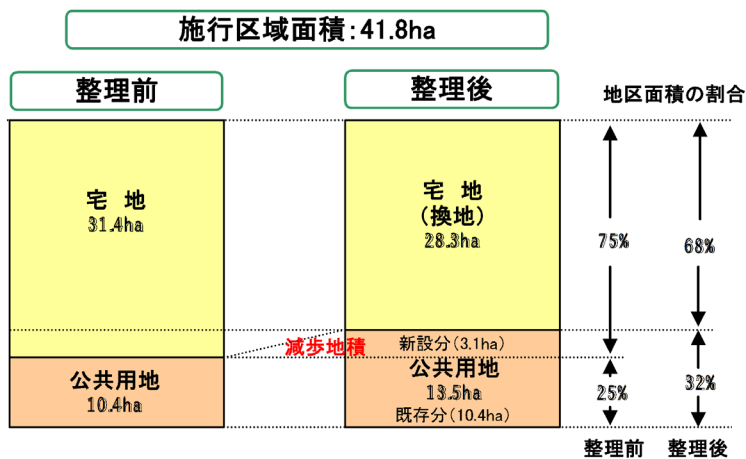 施行区域面積：41.8ha
整理前
整理後
地区面積の割合
宅　地
31.4ha
宅　地
（換地）
28.3ha
75%
68%
減歩地積
新設分（3.1ha）
公共用地
10.4ha
公共用地
13.5ha
既存分（10.4ha）
25%
32%
整理前
整理後